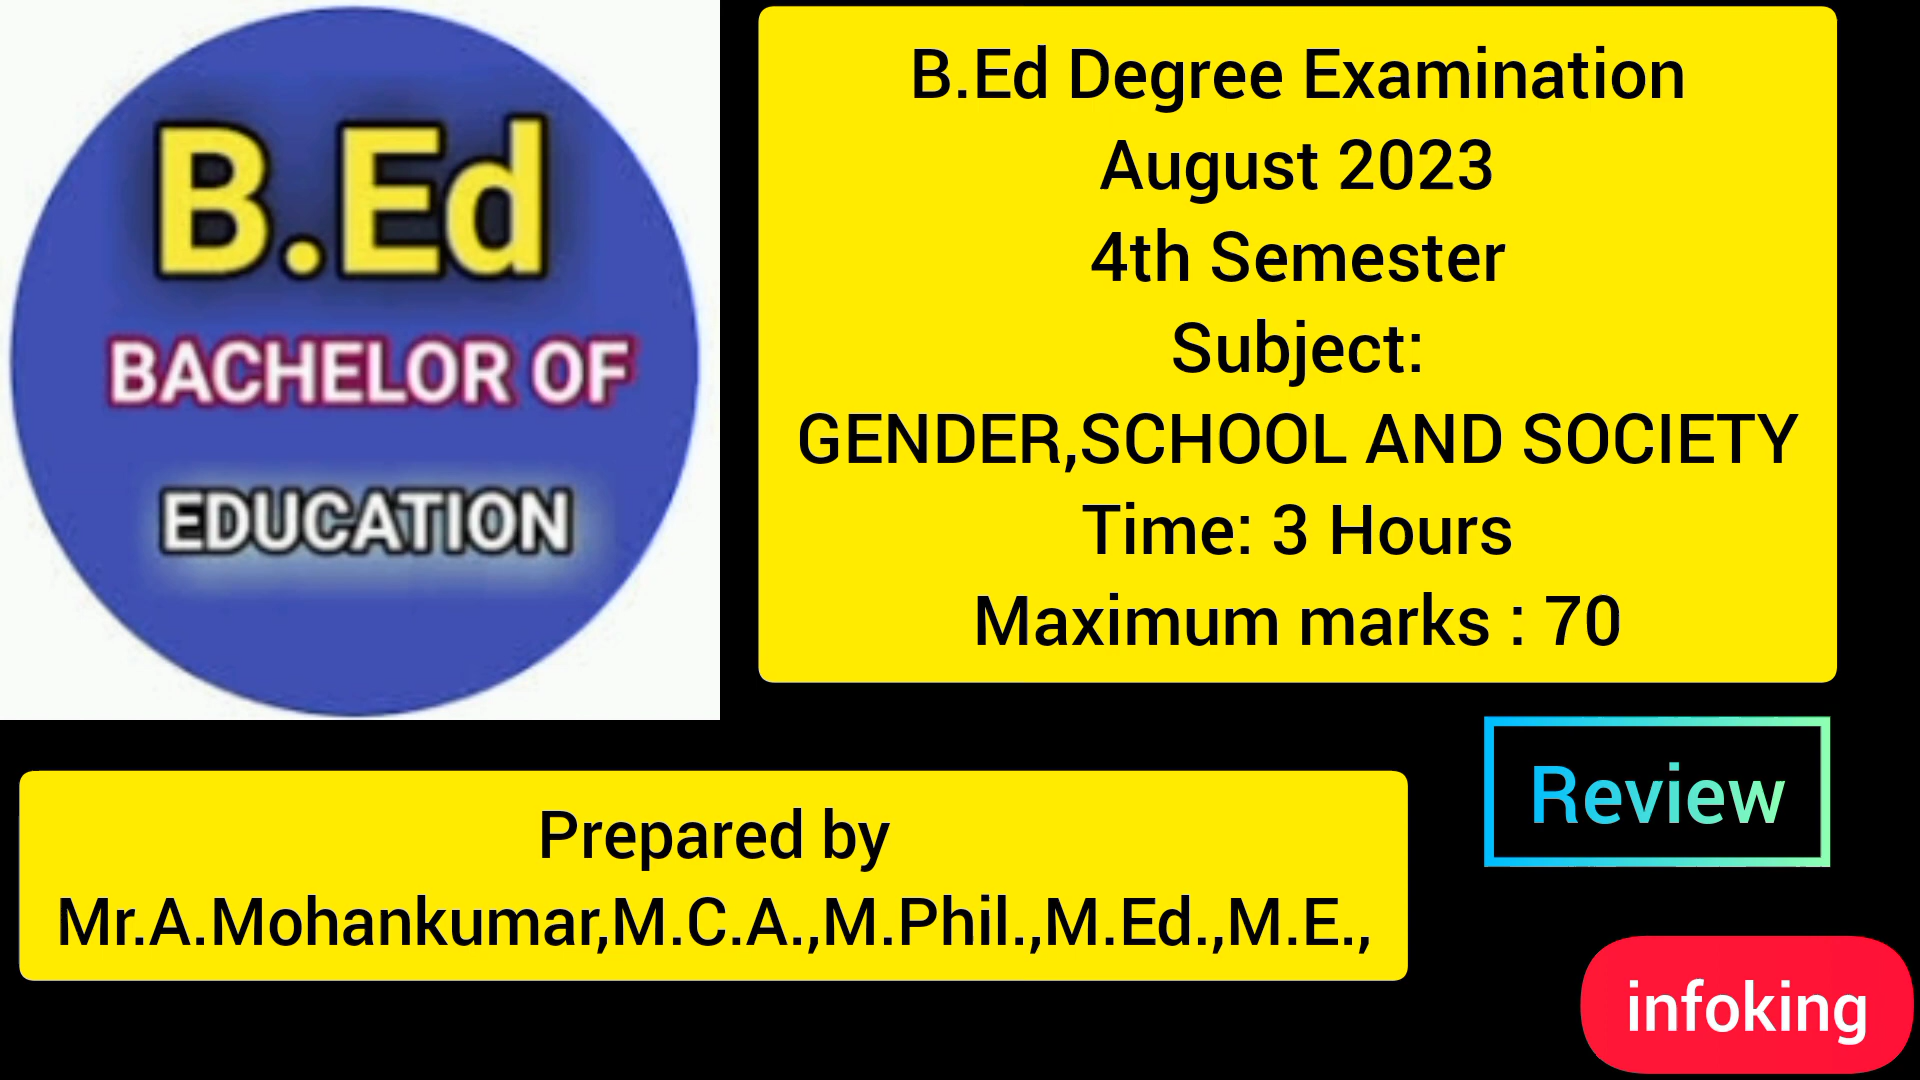 B.Ed
BACHELOR OF
EDUCATION
B.Ed Degree Examination
August 2023
4th Semester
Subject:
GENDER,SCHOOL AND SOCIETY
Time: 3 Hours
Maximum marks : 70
Review
Prepared by
Mr.A.Mohankumar,M.C.A.,M.Phil.,M.Ed.,M.E.,
infoking